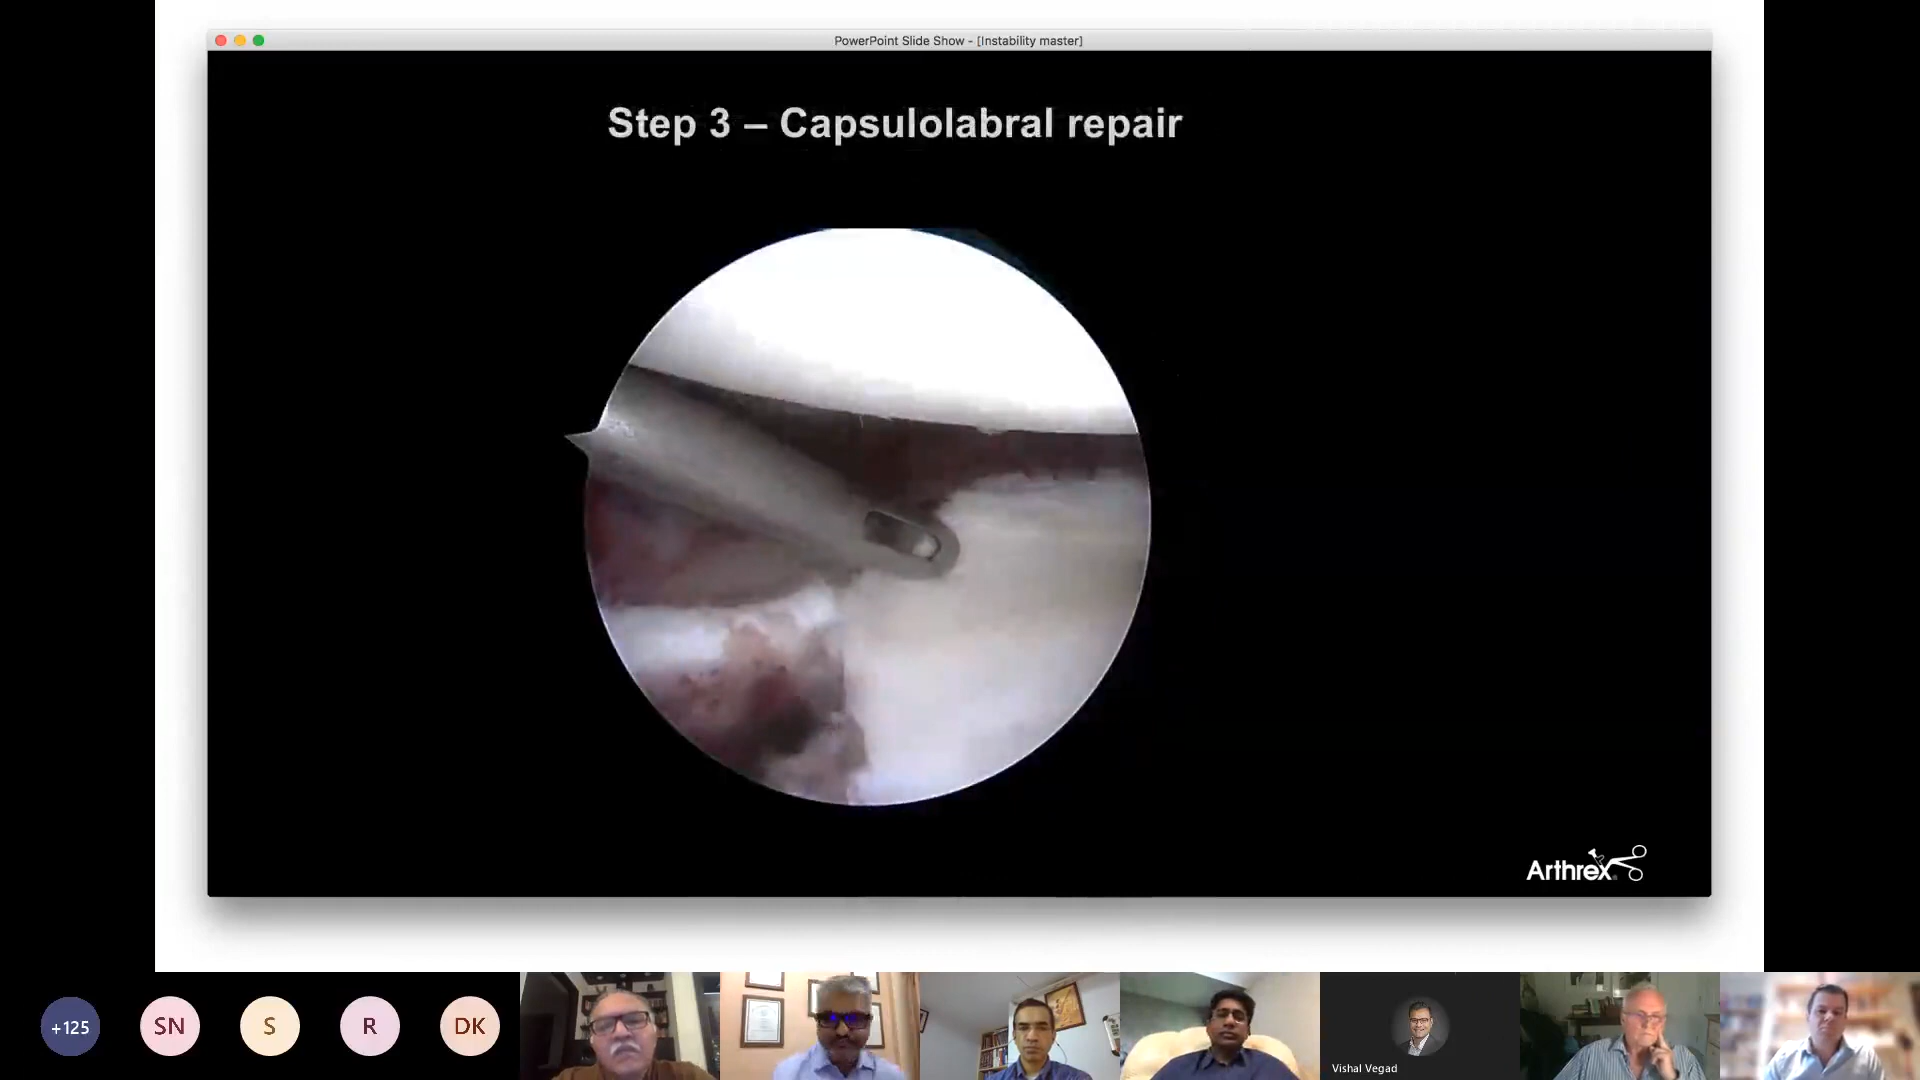 PowerPoint Slide Show - [Instability master]
Step 3 – Capsulolabral repair
Arthrex
+125
SN
S
R
DK
Vishal Vegad